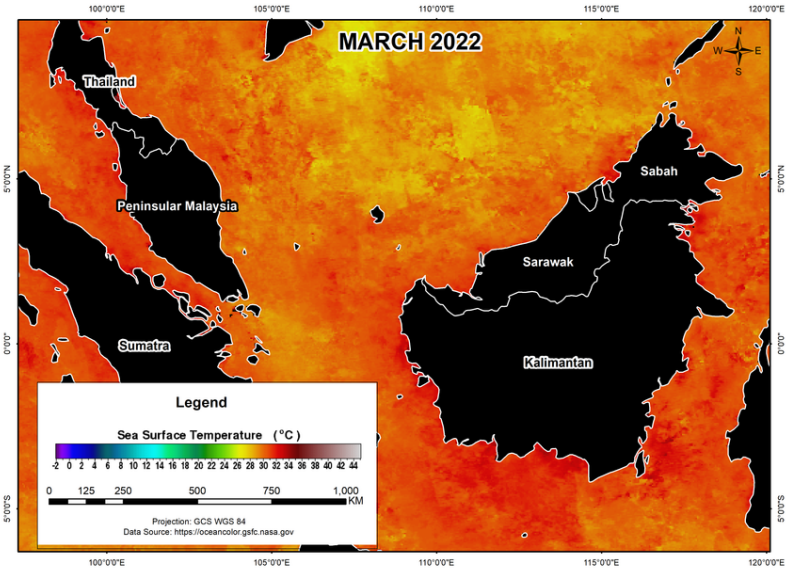 100°0'0"E 105°0'0"E 110°0'0"E 115°0'0"E 120°0'0"E
MARCH 2022
N
W E
S
Thailand
5°0'0"N 5°0'0"N
Sabah
Peninsular Malaysia
Sarawak
0°0'0" 0°0'0"
Sumatra
Kalimantan
Legend
Sea Surface Temperature (°C)
-2 0 2 4 6 8 10 12 14 16 18 20 21 22 24 26 28 30 32 34 36 38 40 42 44
0 125 250 500 750 1,000
KM
5°0'0"S 5°0'0"S
Projection: GCS WGS 84
Data Source: https://oceancolor.gsfc.nasa.gov
100°0'0"E 105°0'0"E 110°0'0"E 115°0'0"E 120°0'0"E